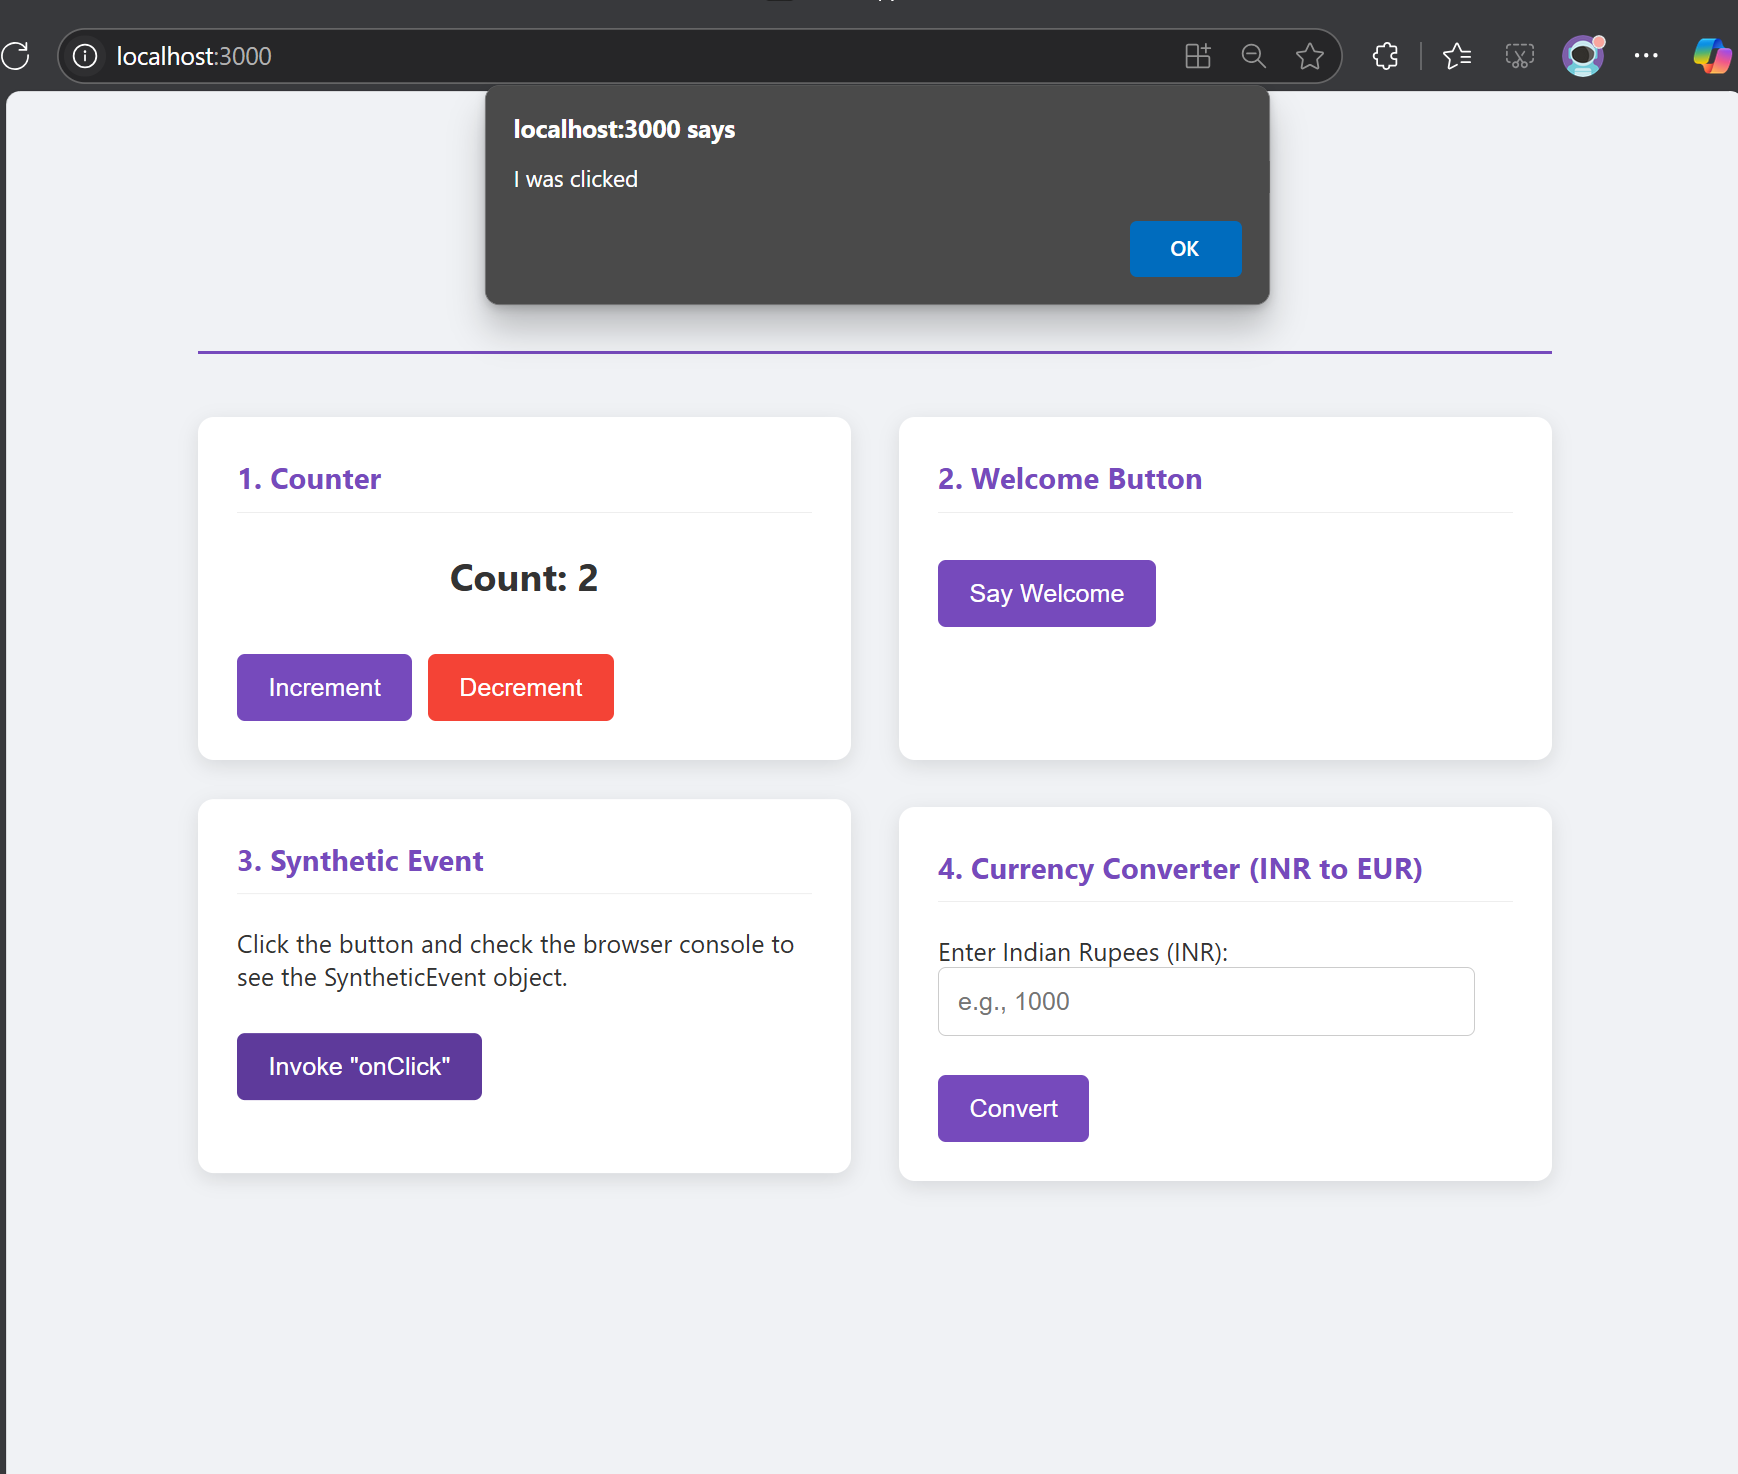 localhost:3000
localhost:3000 says
I was clicked
OK
1. Counter
Count: 2
Increment
Decrement
2. Welcome Button
Say Welcome
3. Synthetic Event
Click the button and check the browser console to
see the SyntheticEvent object.
Invoke "onClick"
4. Currency Converter (INR to EUR)
Enter Indian Rupees (INR):
e.g., 1000
Convert